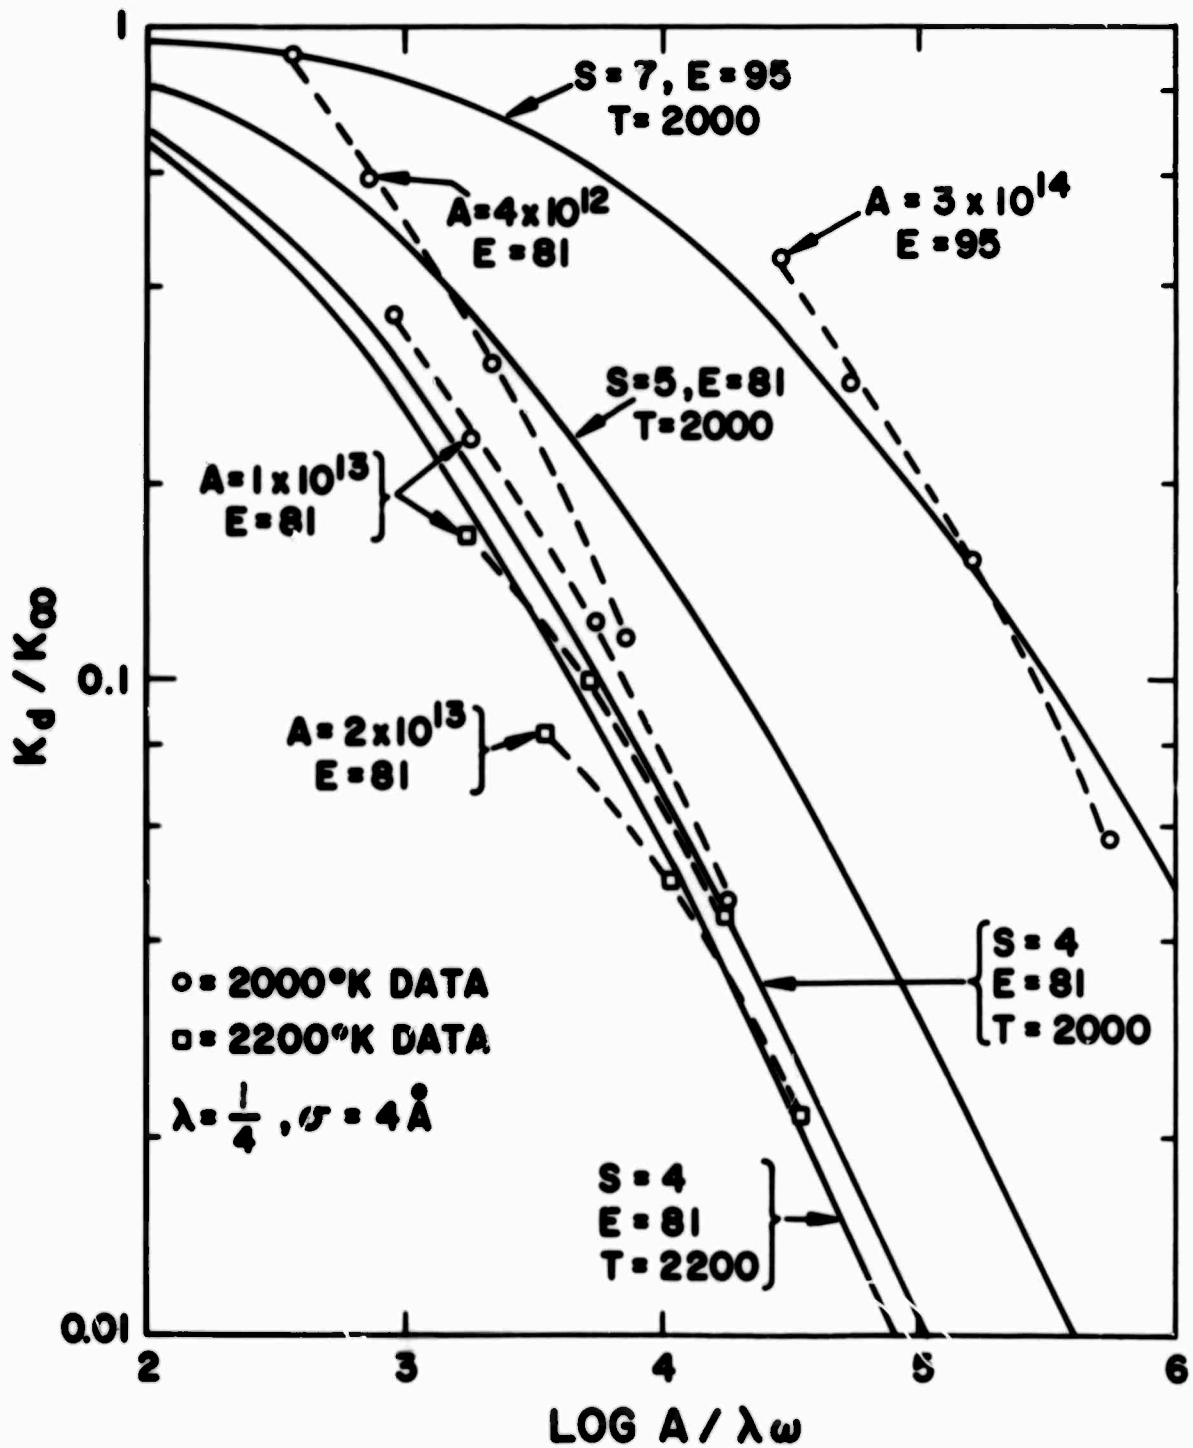 1
S = 7, E = 95
T = 2000
A = 3 x 10^14
E = 95
A = 4 x 10^12
E = 81
S = 5, E = 81
T = 2000
A = 1 x 10^13
E = 81
K_d / K_∞
0.1
A = 2 x 10^13
E = 81
S = 4
E = 81
T = 2000
○ = 2000°K DATA
□ = 2200°K DATA
λ = 1/4, σ = 4 Å
S = 4
E = 81
T = 2200
0.01
2 3 4 5 6
LOG A / λω